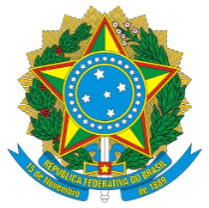 REPÚBLICA FEDERATIVA DO BRASIL
15 de Novembro
de 1889